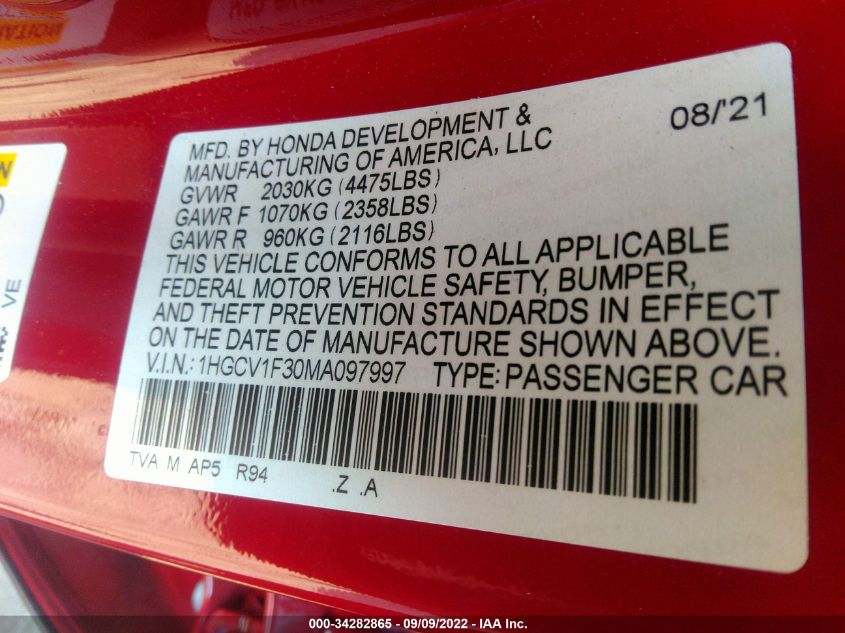 08/'21
MFD. BY HONDA DEVELOPMENT &
MANUFACTURING OF AMERICA, LLC
GVWR 2030KG (4475LBS)
GAWR F 1070KG (2358LBS)
GAWR R 960KG (2116LBS)
THIS VEHICLE CONFORMS TO ALL APPLICABLE
FEDERAL MOTOR VEHICLE SAFETY, BUMPER,
AND THEFT PREVENTION STANDARDS IN EFFECT
ON THE DATE OF MANUFACTURE SHOWN ABOVE.
V.I.N.: 1HGCV1F30MA097997 TYPE: PASSENGER CAR
TVA M AP5 R94 .Z .A
VE
000-34282865 - 09/09/2022 - IAA Inc.